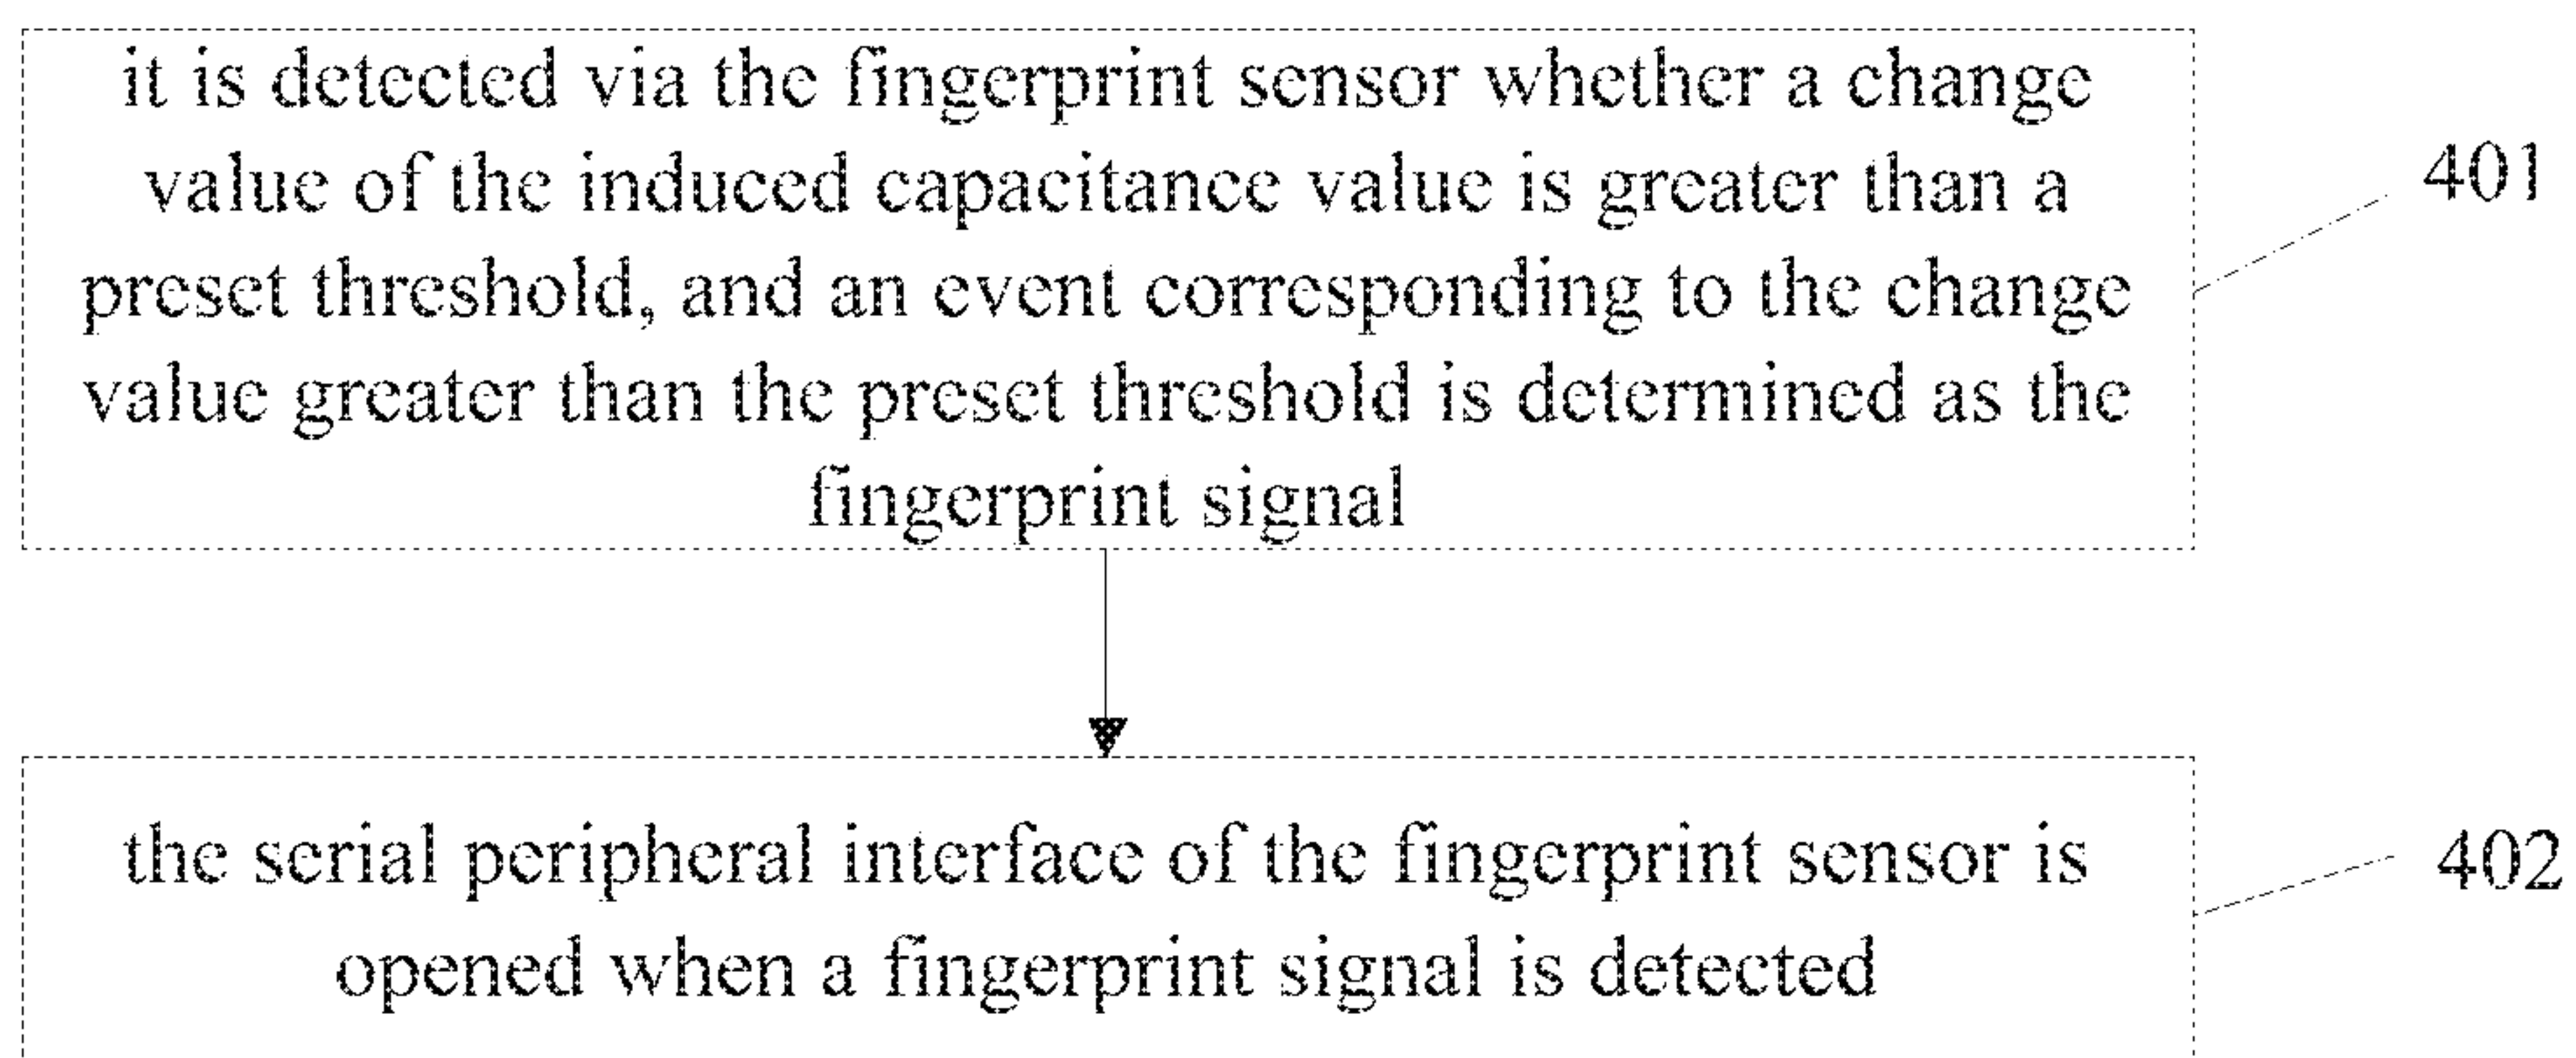 it is detected via the fingerprint sensor whether a change
value of the induced capacitance value is greater than a
preset threshold, and an event corresponding to the change
value greater than the preset threshold is determined as the
fingerprint signal
401
the serial peripheral interface of the fingerprint sensor is
opened when a fingerprint signal is detected
402